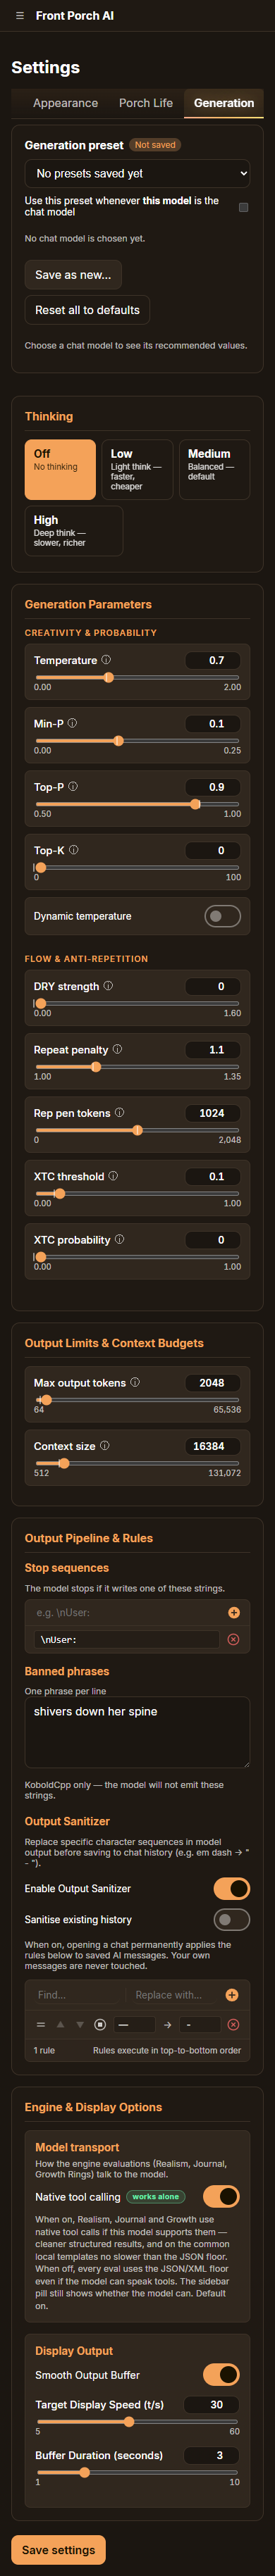 Front Porch AI
Settings
Appearance
Porch Life
Generation
Generation preset
Not saved
No presets saved yet
Use this preset whenever this model is the
chat model
No chat model is chosen yet.
Save as new...
Reset all to defaults
Choose a chat model to see its recommended values.
Thinking
Off
No thinking
Low
Light think —
faster,
cheaper
Medium
Balanced —
default
High
Deep think —
slower, richer
Generation Parameters
CREATIVITY & PROBABILITY
Temperature ⓘ 0.7
0.00 2.00
Min-P ⓘ 0.1
0.00 0.25
Top-P ⓘ 0.9
0.50 1.00
Top-K ⓘ 0
0 100
Dynamic temperature
FLOW & ANTI-REPETITION
DRY strength ⓘ 0
0.00 1.60
Repeat penalty ⓘ 1.1
1.00 1.35
Rep pen tokens ⓘ 1024
0 2,048
XTC threshold ⓘ 0.1
0.00 1.00
XTC probability ⓘ 0
0.00 1.00
Output Limits & Context Budgets
Max output tokens ⓘ 2048
64 65,536
Context size ⓘ 16384
512 131,072
Output Pipeline & Rules
Stop sequences
The model stops if it writes one of these strings.
e.g. \nUser:
\nUser:
Banned phrases
One phrase per line
shivers down her spine
KoboldCpp only — the model will not emit these
strings.
Output Sanitizer
Replace specific character sequences in model
output before saving to chat history (e.g. em dash → "
- ").
Enable Output Sanitizer
Sanitise existing history
When on, opening a chat permanently applies the
rules below to saved AI messages. Your own
messages are never touched.
Find... Replace with...
— → -
1 rule Rules execute in top-to-bottom order
Engine & Display Options
Model transport
How the engine evaluations (Realism, Journal,
Growth Rings) talk to the model.
Native tool calling works alone
When on, Realism, Journal and Growth use
native tool calls if this model supports them —
cleaner structured results, and on the common
local templates no slower than the JSON floor.
When off, every eval uses the JSON/XML floor
even if the model can speak tools. The sidebar
pill still shows whether the model can. Default
on.
Display Output
Smooth Output Buffer
Target Display Speed (t/s) 30
5 60
Buffer Duration (seconds) 3
1 10
Save settings